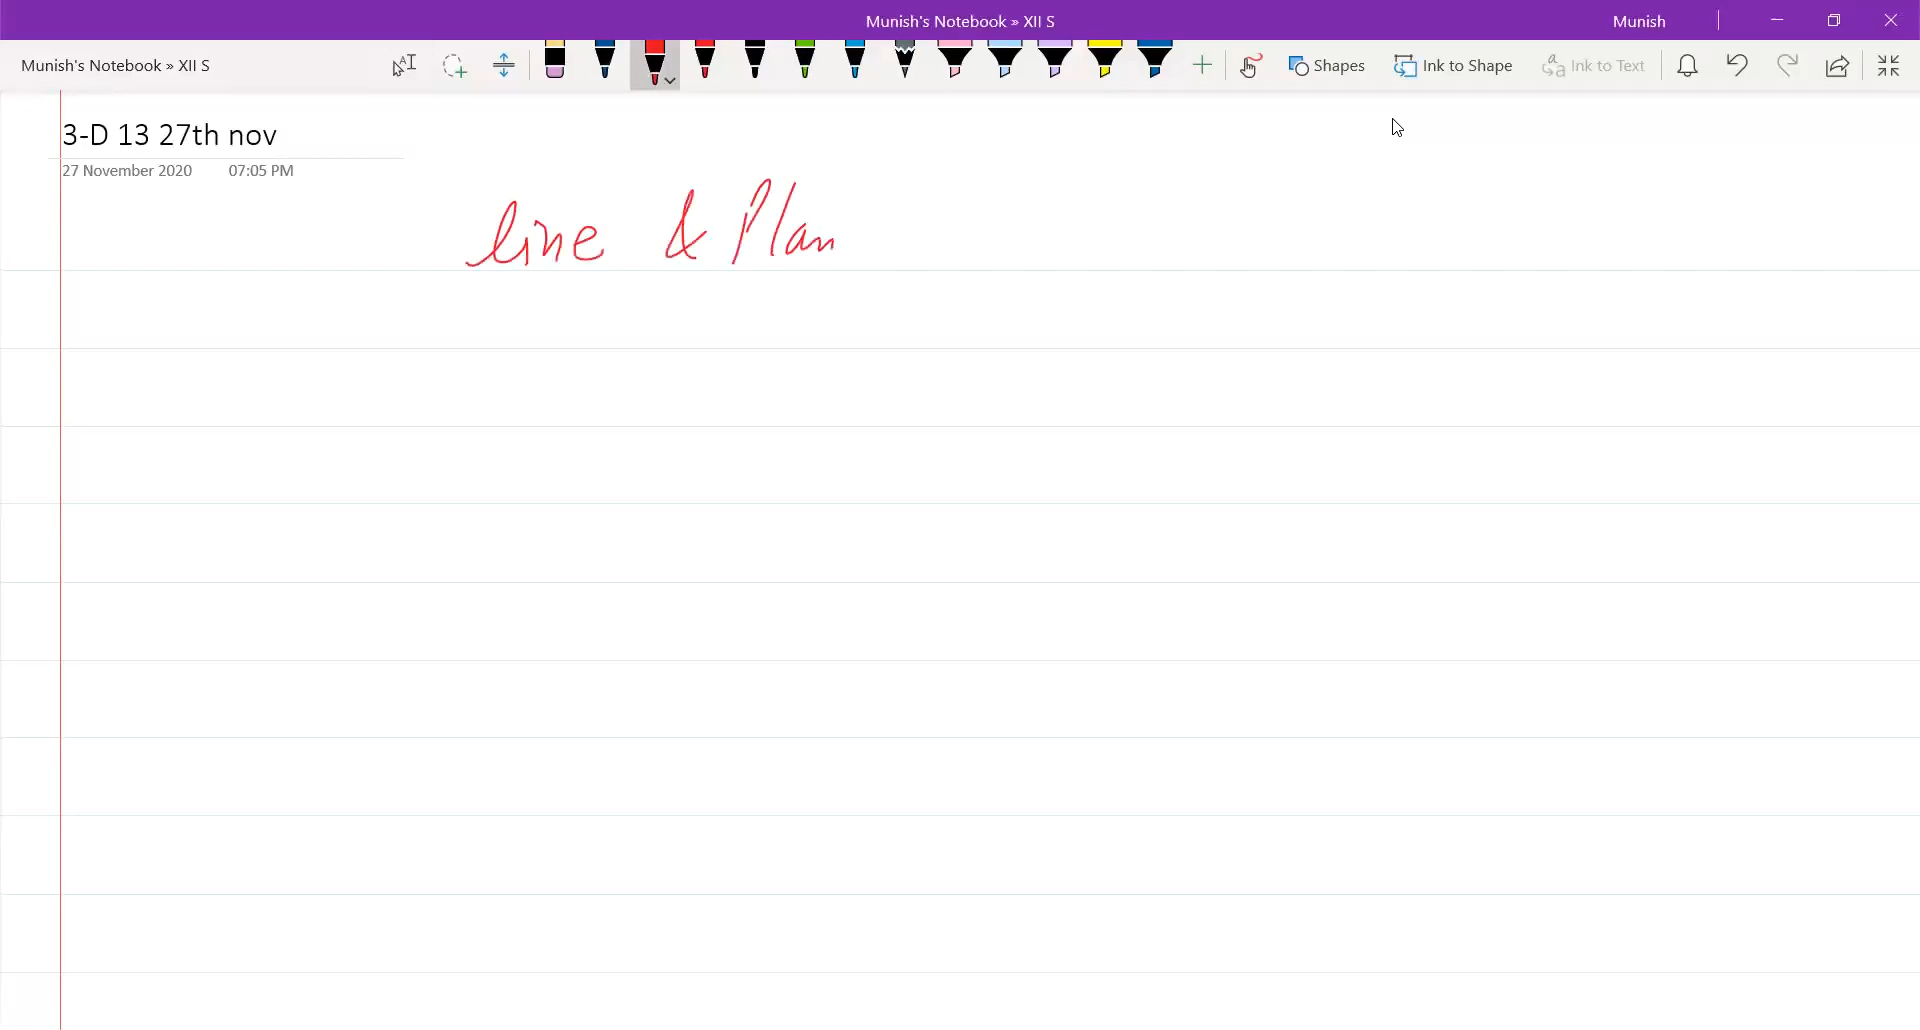 Munish's Notebook » XII S
Munish
Munish's Notebook » XII S
Shapes
Ink to Shape
Ink to Text
3-D 13 27th nov
27 November 2020 07:05 PM
line & Plan